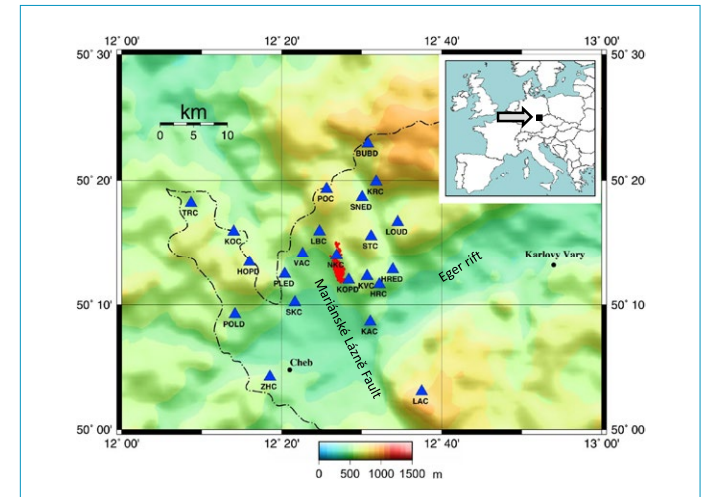 12° 00' 12° 20' 12° 40' 13° 00'
50° 30' 50° 30'
km
0 5 10
BUBD
50° 20' 50° 20'
KRC
POC
SNED
TRC
LOUD
KOC
LBC
STC
VAC
NKC
Karlovy Vary
HOPD
Eger rift
PLED
HRED
KVC
KOPD
HRC
50° 10' 50° 10'
SKC
POLD
KAC
Mariánské Lázně Fault
Cheb
ZHC
LAC
50° 00' 50° 00'
12° 00' 12° 20' 12° 40' 13° 00'
0 500 1000 1500 m